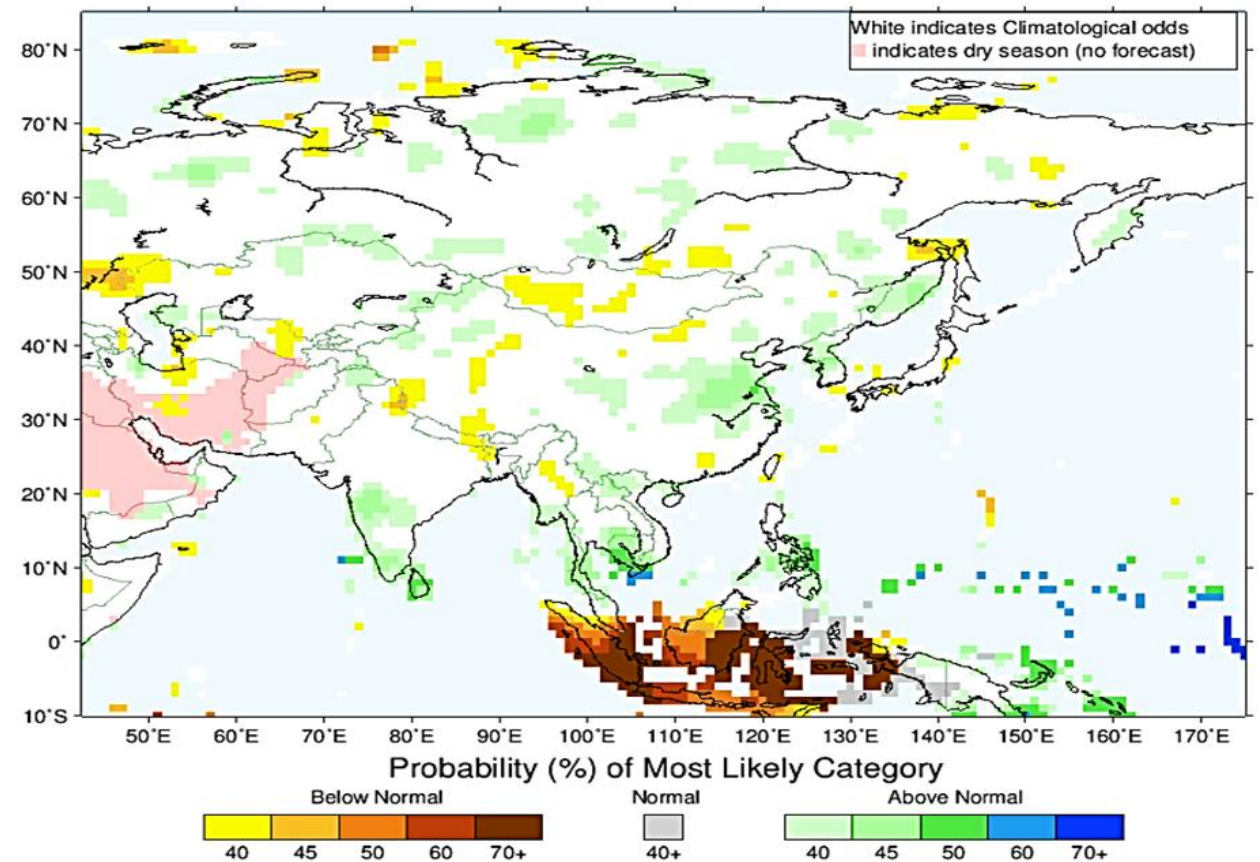 White indicates Climatological odds
indicates dry season (no forecast)
80°N
70°N
60°N
50°N
40°N
30°N
20°N
10°N
0°
10°S
50°E 60°E 70°E 80°E 90°E 100°E 110°E 120°E 130°E 140°E 150°E 160°E 170°E
Probability (%) of Most Likely Category
Below Normal Normal Above Normal
40 45 50 60 70+ 40+ 40 45 50 60 70+